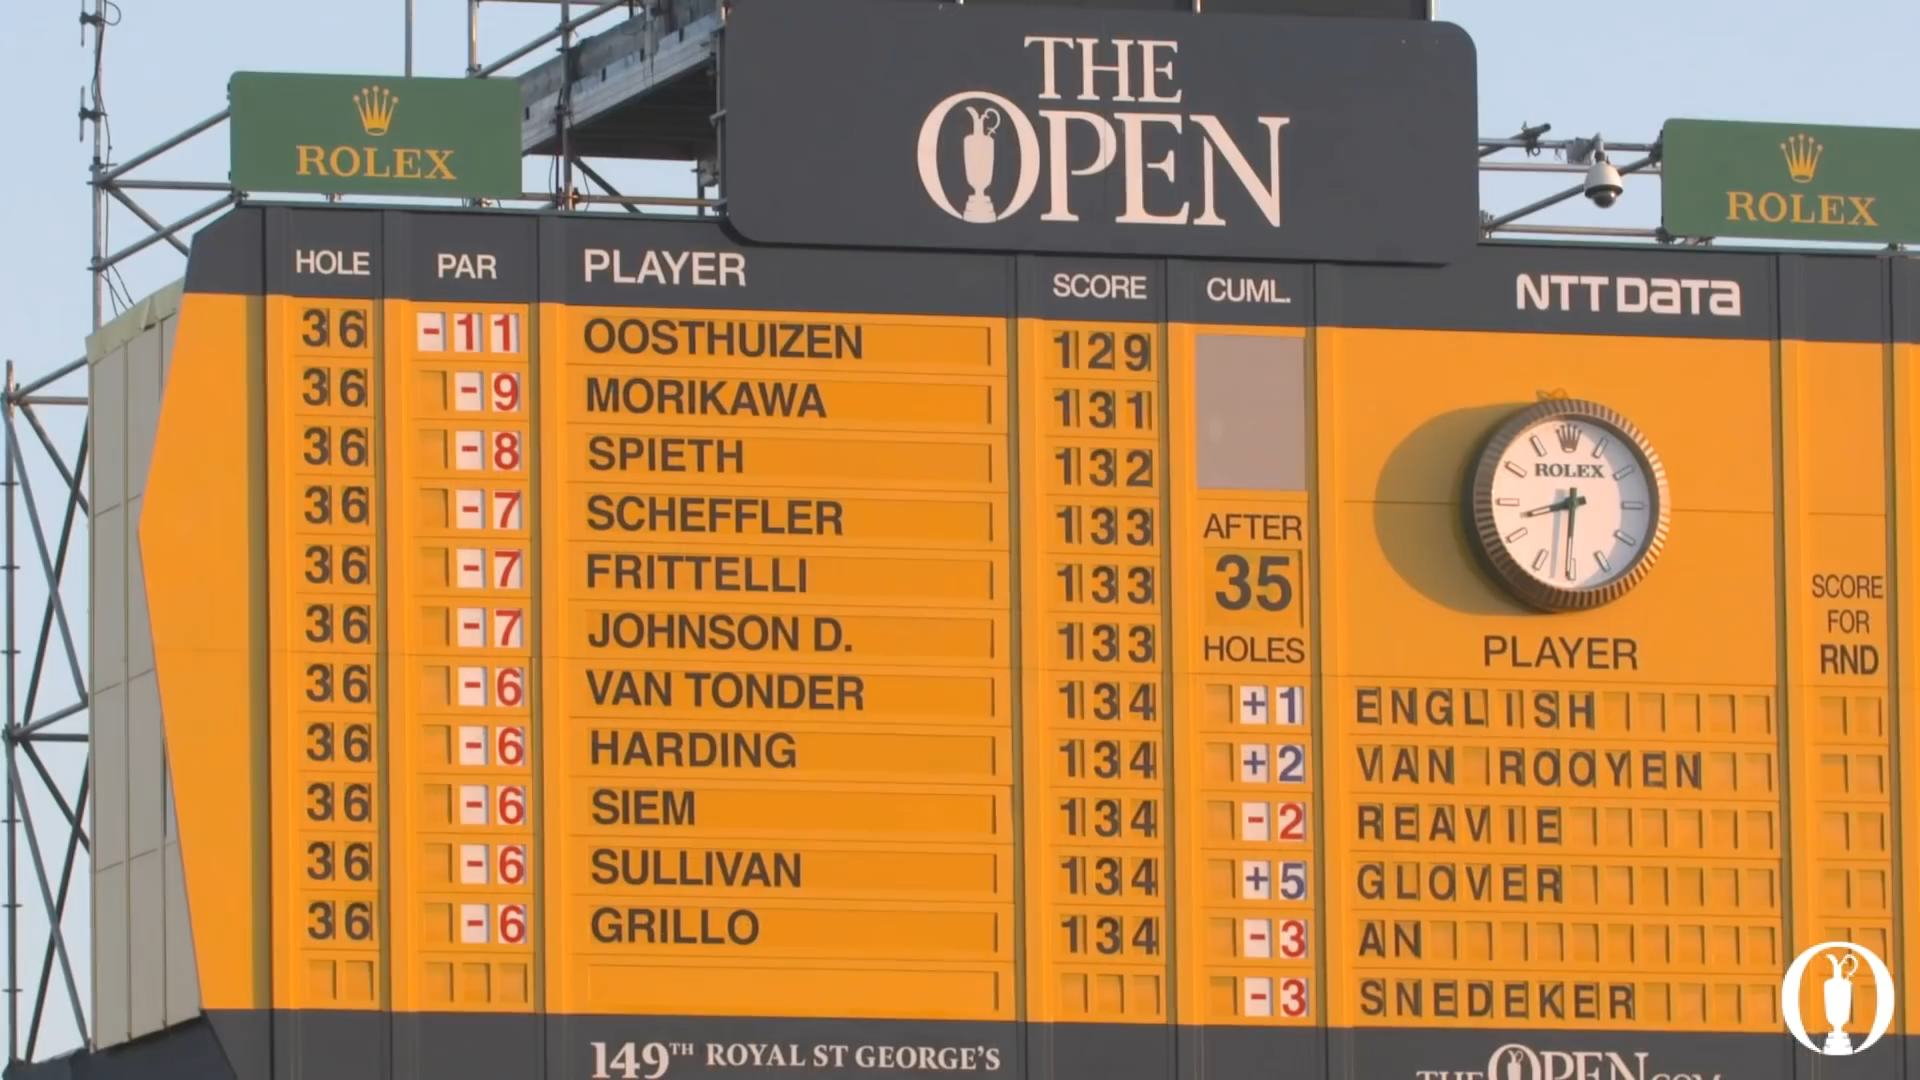 THE
OPEN
ROLEX
ROLEX
HOLE PAR PLAYER SCORE CUML. NTT DATA
36 -11 OOSTHUIZEN 129
36 -9 MORIKAWA 131
36 -8 SPIETH 132
36 -7 SCHEFFLER 133
36 -7 FRITTELLI 133
36 -7 JOHNSON D. 133
36 -6 VAN TONDER 134
36 -6 HARDING 134
36 -6 SIEM 134
36 -6 SULLIVAN 134
36 -6 GRILLO 134
AFTER
35
HOLES
ROLEX
PLAYER
SCORE
FOR
RND
+1 ENGLISH
+2 VAN ROOYEN
-2 REAVIE
+5 GLOVER
-3 AN
-3 SNEDEKER
149TH ROYAL ST GEORGE'S
THEOPEN.COM